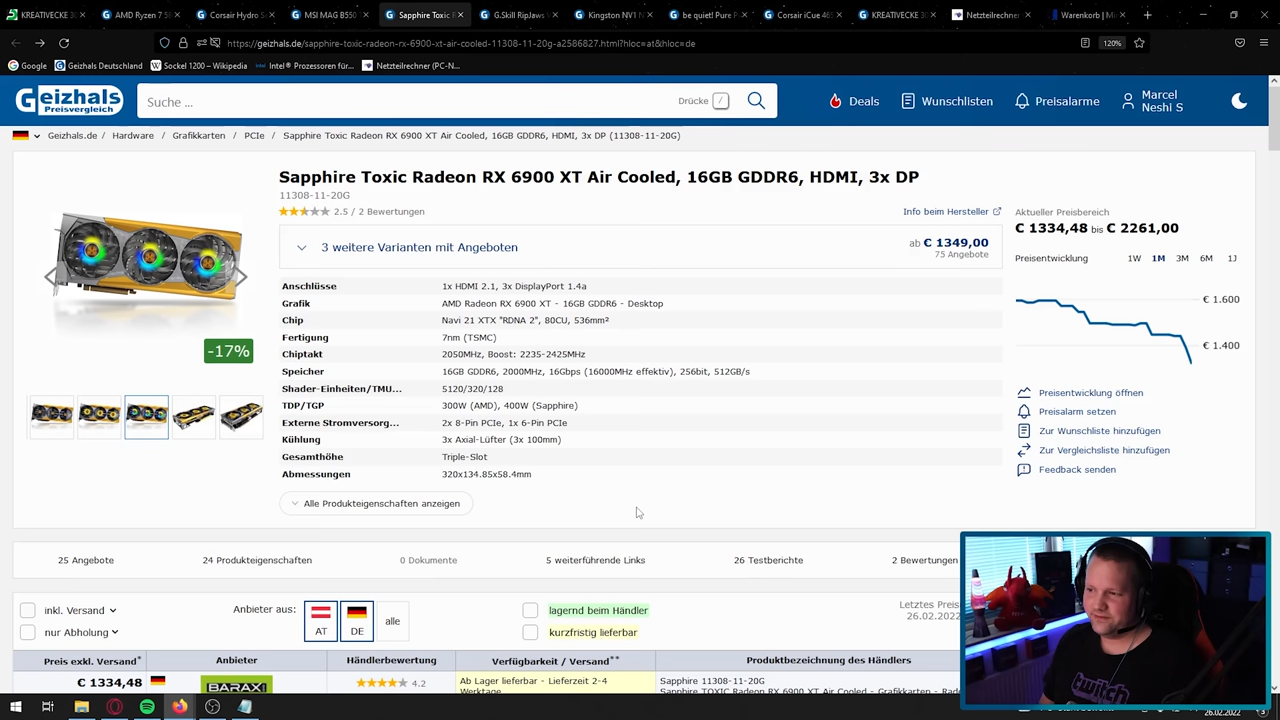 KREATIVECKE 30
AMD Ryzen 7 58
Corsair Hydro S
MSI MAG B550
Sapphire Toxic R
G.Skill RipJaws
Kingston NV1 N
be quiet! Pure P
Corsair iCue 465
KREATIVECKE 30
Netzteilrechner
Warenkorb | Mi
https://geizhals.de/sapphire-toxic-radeon-rx-6900-xt-air-cooled-11308-11-20g-a2586827.html?hloc=at&hloc=de
120%
Google
Geizhals Deutschland
Sockel 1200 – Wikipedia
Intel® Prozessoren für...
Netzteilrechner (PC-N...
Geizhals
Preisvergleich
Suche ...
Drücke /
Deals
Wunschlisten
Preisalarme
Marcel
Neshi S
Geizhals.de / Hardware / Grafikkarten / PCIe / Sapphire Toxic Radeon RX 6900 XT Air Cooled, 16GB GDDR6, HDMI, 3x DP (11308-11-20G)
Sapphire Toxic Radeon RX 6900 XT Air Cooled, 16GB GDDR6, HDMI, 3x DP
11308-11-20G
2.5 / 2 Bewertungen
Info beim Hersteller
3 weitere Varianten mit Angeboten
ab € 1349,00
75 Angebote
-17%
Anschlüsse 1x HDMI 2.1, 3x DisplayPort 1.4a
Grafik AMD Radeon RX 6900 XT - 16GB GDDR6 - Desktop
Chip Navi 21 XTX "RDNA 2", 80CU, 536mm²
Fertigung 7nm (TSMC)
Chiptakt 2050MHz, Boost: 2235-2425MHz
Speicher 16GB GDDR6, 2000MHz, 16Gbps (16000MHz effektiv), 256bit, 512GB/s
Shader-Einheiten/TMU... 5120/320/128
TDP/TGP 300W (AMD), 400W (Sapphire)
Externe Stromversorg... 2x 8-Pin PCIe, 1x 6-PCIe
Kühlung 3x Axial-Lüfter (3x 100mm)
Gesamthöhe Triple-Slot
Abmessungen 320x134.85x58.4mm
Alle Produkteigenschaften anzeigen
Aktueller Preisbereich
€ 1334,48 bis € 2261,00
Preisentwicklung 1W 1M 3M 6M 1J
€ 1.600
€ 1.400
Preisentwicklung öffnen
Preisalarm setzen
Zur Wunschliste hinzufügen
Zur Vergleichsliste hinzufügen
Feedback senden
25 Angebote
24 Produkteigenschaften
0 Dokumente
5 weiterführende Links
26 Testberichte
2 Bewertungen
inkl. Versand
nur Abholung
Anbieter aus:
AT
DE
alle
lagernd beim Händler
kurzfristig lieferbar
Letztes Preis
26.02.2022
Preis exkl. Versand*
Anbieter
Händlerbewertung
Verfügbarkeit / Versand**
Produktbezeichnung des Händlers
€ 1334,48
BARAX
4.2
Ab Lager lieferbar - Lieferzeit 2-4
Werktage
Sapphire 11308-11-20G
Sapphire TOXIC Radeon RX 6900 XT Air Cooled - Grafikkarten - Rade
twitch
26.02.2022